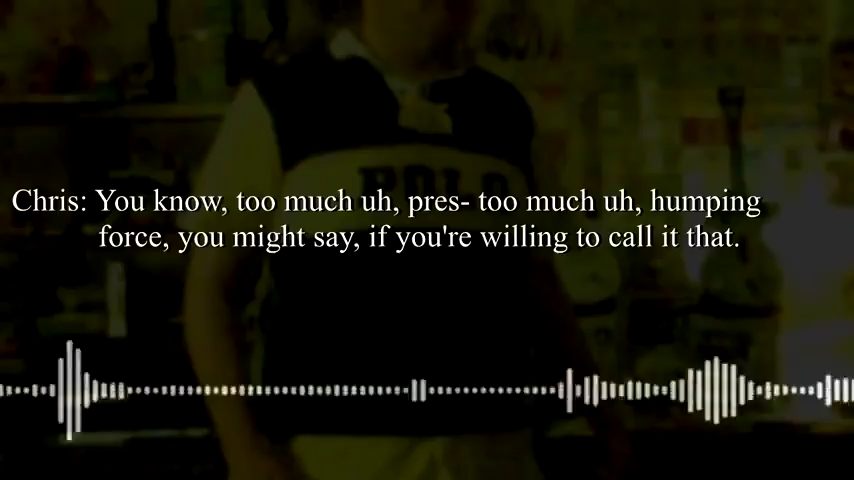 Chris: You know, too much uh, pres- too much uh, humping
force, you might say, if you're willing to call it that.
POLO